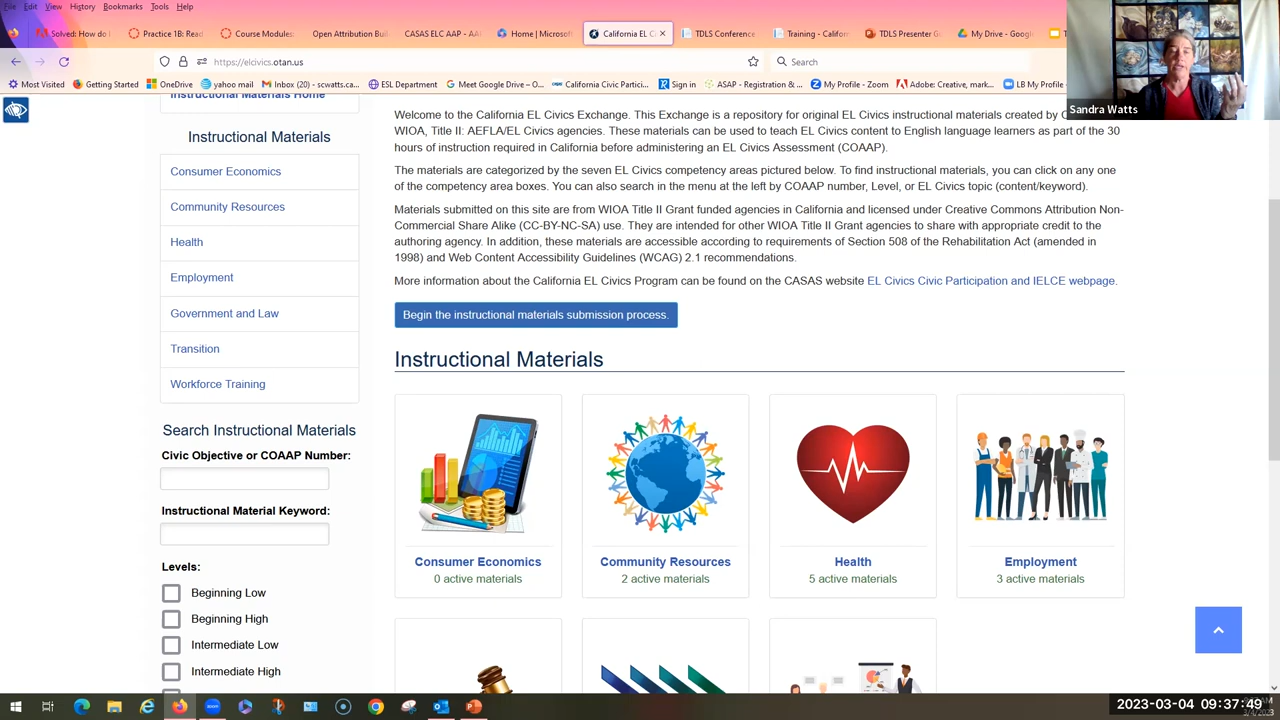 File Edit View History Bookmarks Tools Help
Solved: How do I
Practice 1B: Read
Course Modules:
Open Attribution Buil
CASAS ELC AAP - AA
Home | Microsoft
California EL C
TDLS Conference
Training - Californ
TDLS Presenter G
My Drive - Google
https://elcivics.otan.us
Search
Most Visited
Getting Started
OneDrive
yahoo mail
Inbox (20) - scwatts.ca...
ESL Department
Meet Google Drive – O...
California Civic Partici...
Sign in
ASAP - Registration & ...
My Profile - Zoom
Adobe: Creative, mark...
LB My Profile -
Sandra Watts
Instructional Materials Home
Instructional Materials
Consumer Economics
Community Resources
Health
Employment
Government and Law
Transition
Workforce Training
Search Instructional Materials
Civic Objective or COAAP Number:
Instructional Material Keyword:
Levels:
Beginning Low
Beginning High
Intermediate Low
Intermediate High
Welcome to the California EL Civics Exchange. This Exchange is a repository for original EL Civics instructional materials created by
WIOA, Title II: AEFLA/EL Civics agencies. These materials can be used to teach EL Civics content to English language learners as part of the 30
hours of instruction required in California before administering an EL Civics Assessment (COAAP).
The materials are categorized by the seven EL Civics competency areas pictured below. To find instructional materials, you can click on any one
of the competency area boxes. You can also search in the menu at the left by COAAP number, Level, or EL Civics topic (content/keyword).
Materials submitted on this site are from WIOA Title II Grant funded agencies in California and licensed under Creative Commons Attribution Non-
Commercial Share Alike (CC-BY-NC-SA) use. They are intended for other WIOA Title II Grant agencies to share with appropriate credit to the
authoring agency. In addition, these materials are accessible according to requirements of Section 508 of the Rehabilitation Act (amended in
1998) and Web Content Accessibility Guidelines (WCAG) 2.1 recommendations.
More information about the California EL Civics Program can be found on the CASAS website EL Civics Civic Participation and IELCE webpage.
Begin the instructional materials submission process.
Instructional Materials
Consumer Economics
0 active materials
Community Resources
2 active materials
Health
5 active materials
Employment
3 active materials
2023-03-04 09:37:49